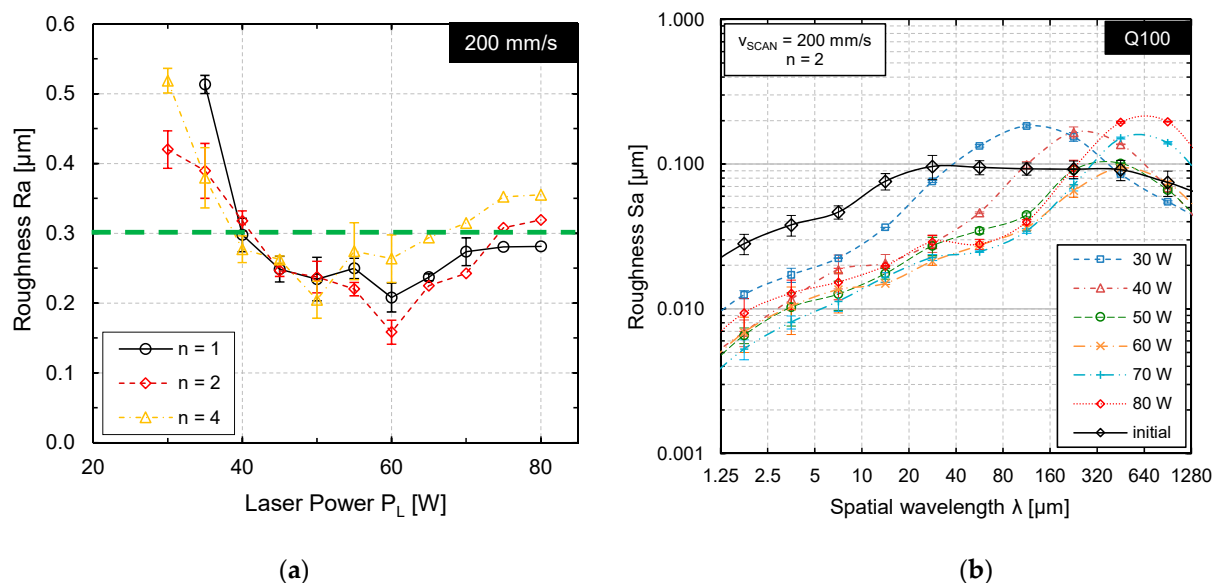 200 mm/s
Roughness Ra [µm]
0.6
0.5
0.4
0.3
0.2
0.1
0.0
n = 1
n = 2
n = 4
20 40 60 80
Laser Power P_L [W]
(a)
Q100
v_SCAN = 200 mm/s
n = 2
Roughness Sa [µm]
1.000
0.100
0.010
0.001
30 W
40 W
50 W
60 W
70 W
80 W
initial
1.25 2.5 5 10 20 40 80 160 320 640 1280
Spatial wavelength λ [µm]
(b)